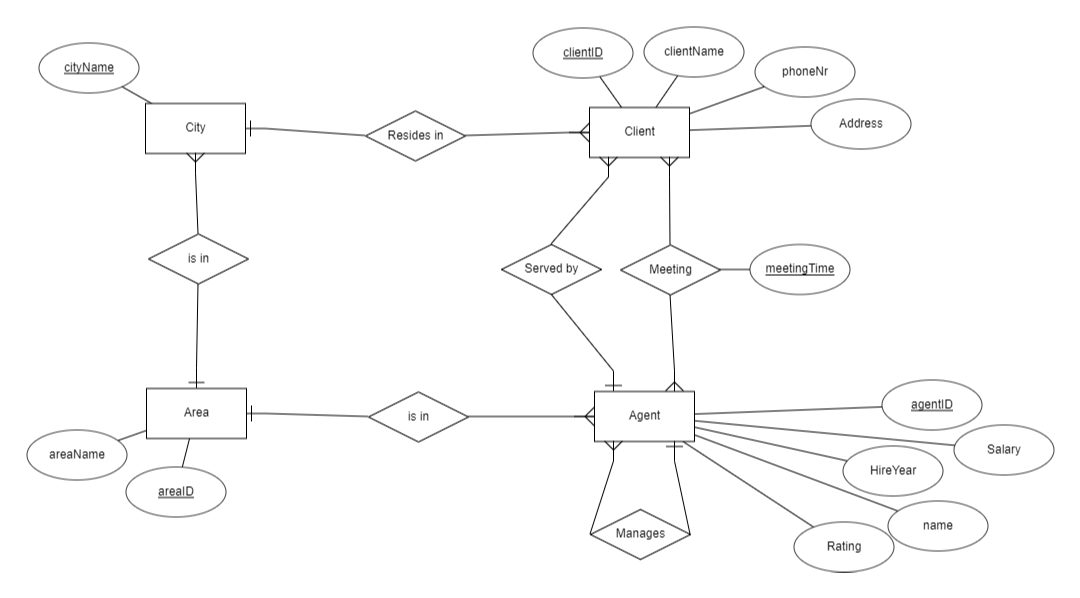 cityName
clientID
clientName
phoneNr
City
Resides in
Client
Address
is in
Served by
Meeting
meetingTime
Area
is in
Agent
agentID
areaName
areaID
Salary
HireYear
name
Manages
Rating